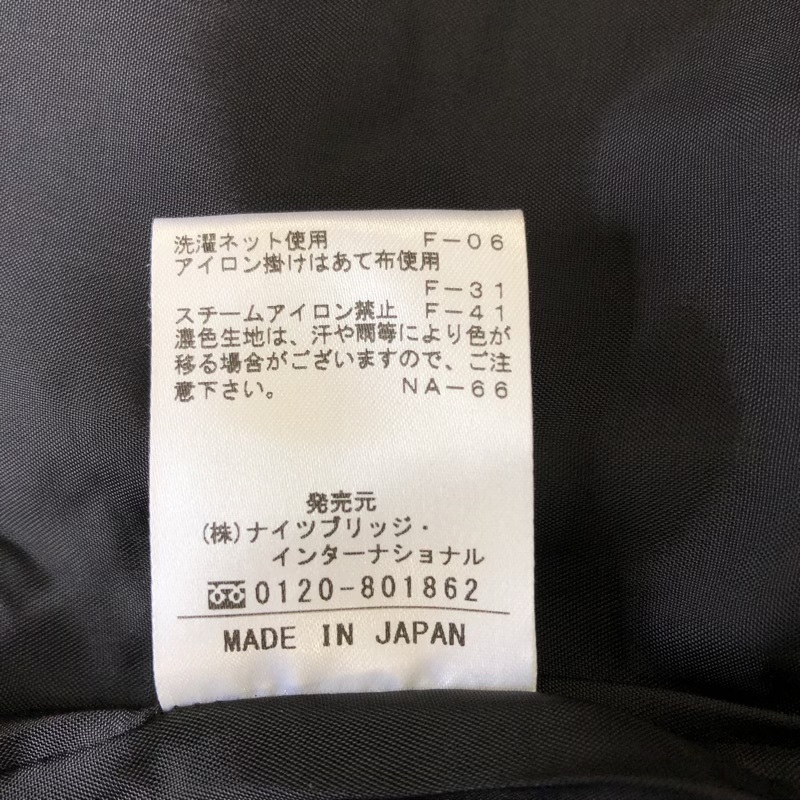 洗濯ネット使用 F-06
アイロン掛けはあて布使用
F-31
スチームアイロン禁止 F-41
濃色生地は、汗や雨等により色が
移る場合がございますので、ご注
意下さい。 NA-66
発売元
(株)ナイツブリッジ・
インターナショナル
0120-801862
MADE IN JAPAN